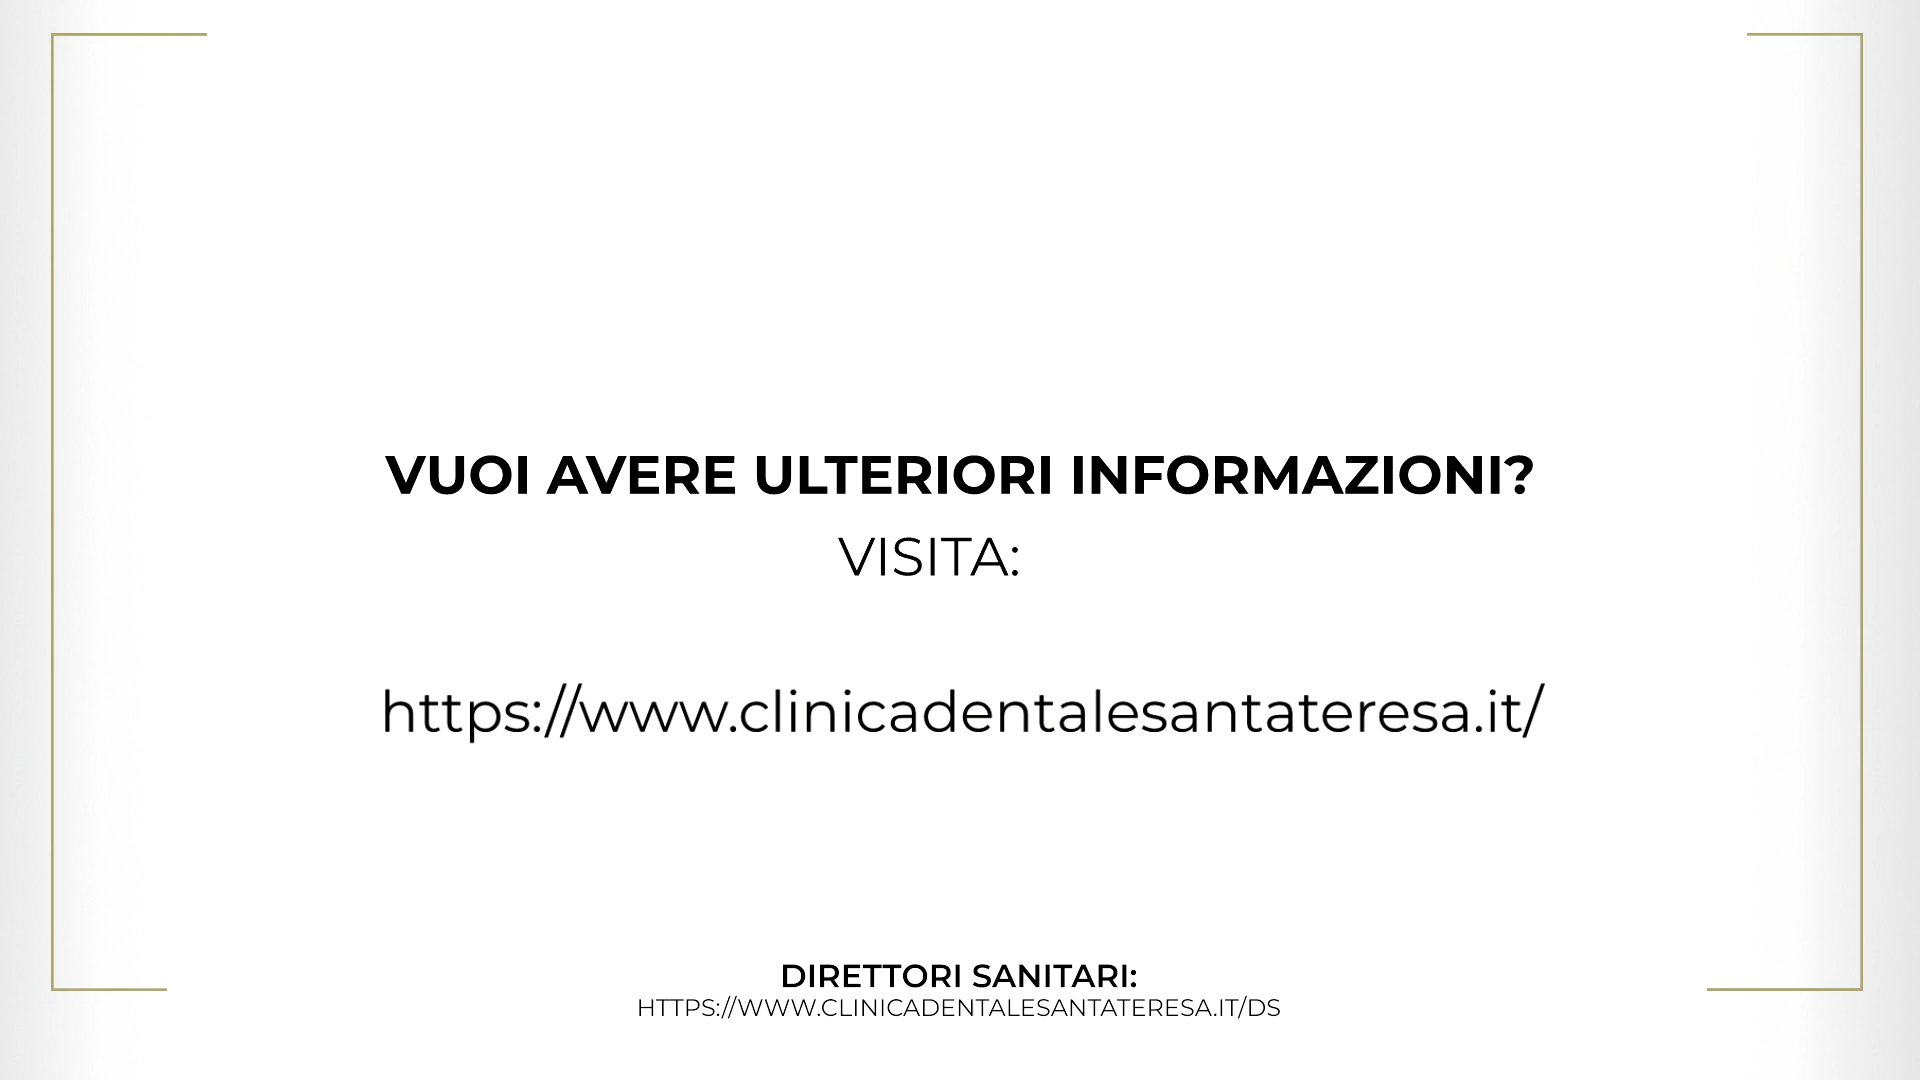 VUOI AVERE ULTERIORI INFORMAZIONI?
VISITA:
https://www.clinicadentalesantateresa.it/
DIRETTORI SANITARI:
HTTPS://WWW.CLINICADENTALESANTATERESA.IT/DS